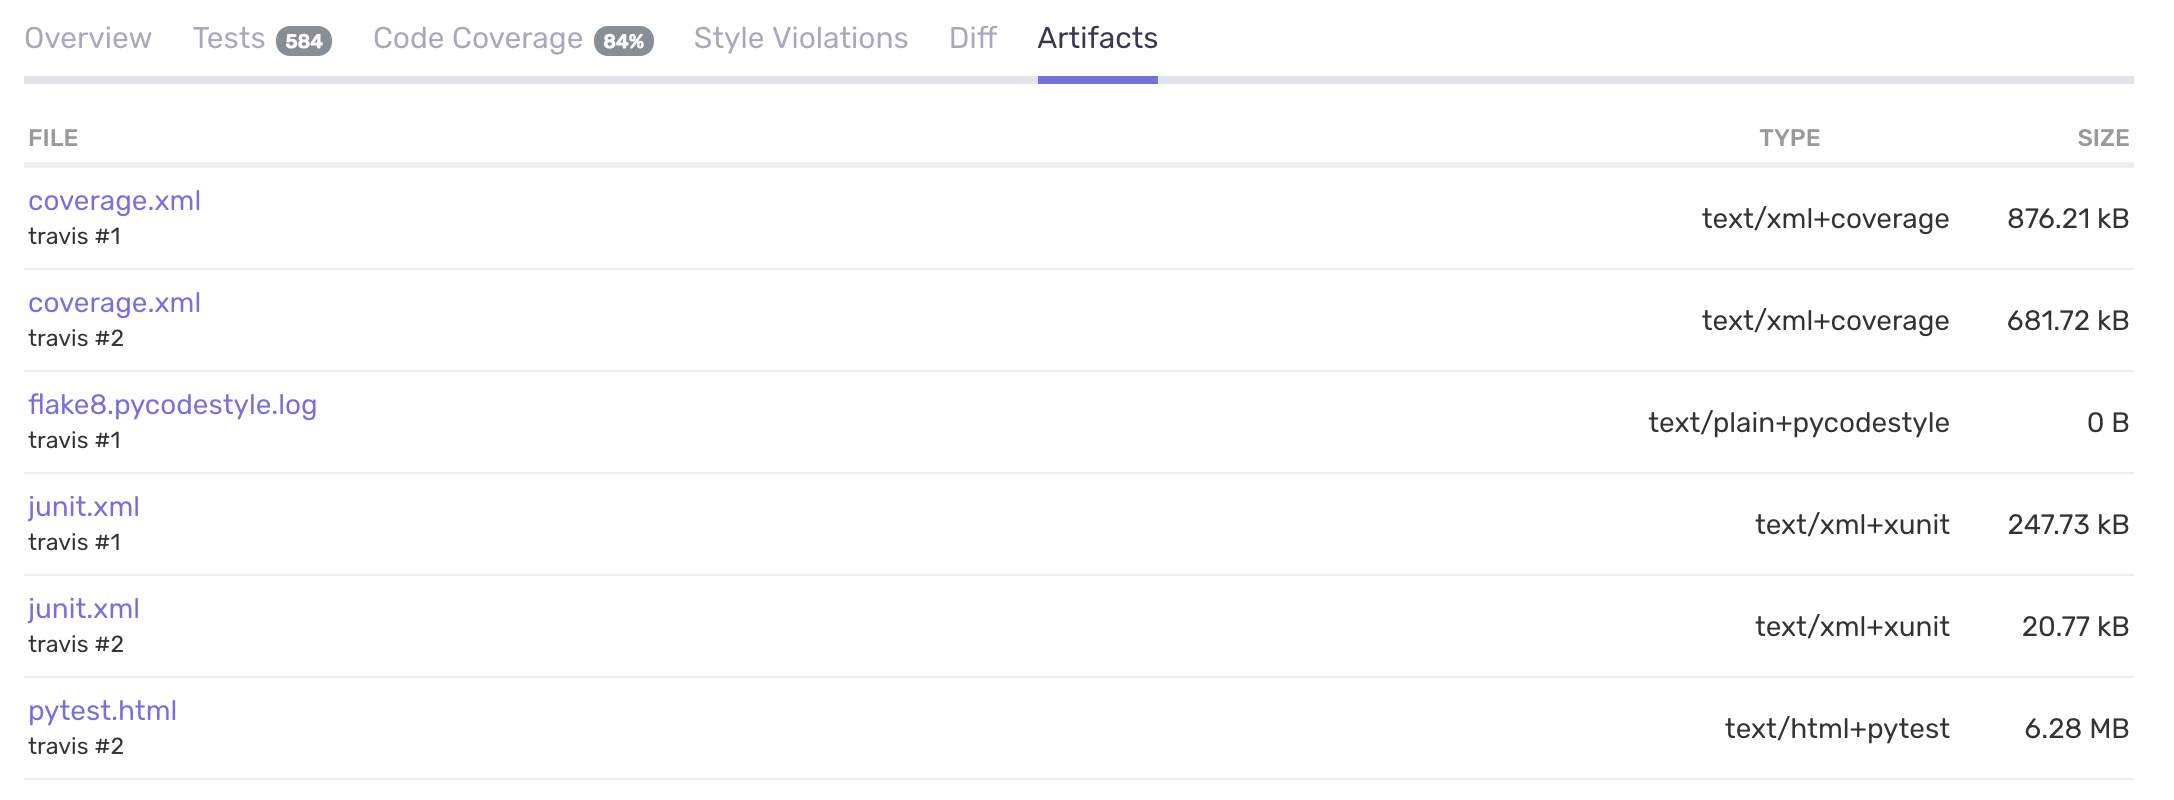 Overview Tests 584 Code Coverage 84% Style Violations Diff Artifacts
FILE TYPE SIZE
coverage.xml
travis #1
text/xml+coverage 876.21 kB
coverage.xml
travis #2
text/xml+coverage 681.72 kB
flake8.pycodestyle.log
travis #1
text/plain+pycodestyle 0 B
junit.xml
travis #1
text/xml+xunit 247.73 kB
junit.xml
travis #2
text/xml+xunit 20.77 kB
pytest.html
travis #2
text/html+pytest 6.28 MB